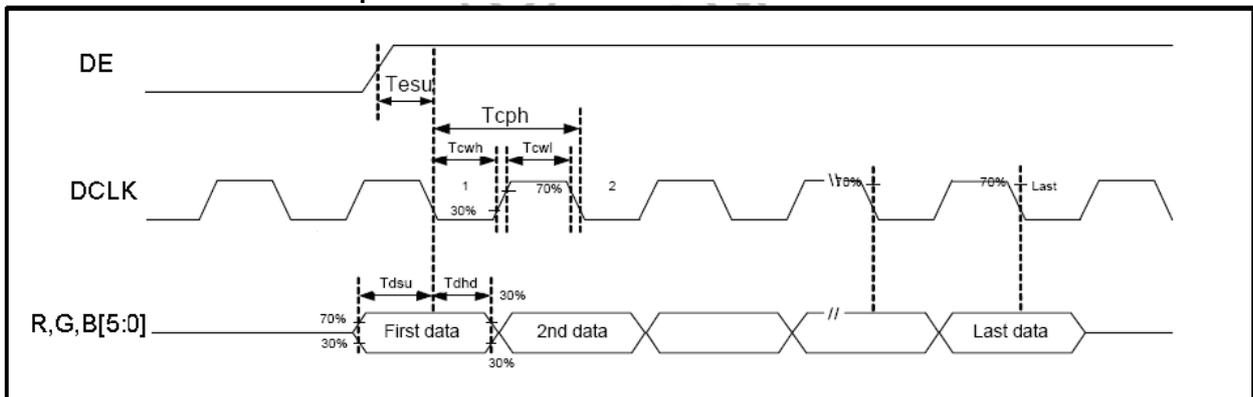 DE
Tesu
Tcph
Tcwh Tcwl
DCLK 1 70% 2 70% 70% Last
30%
Tdsu Tdhd
30%
70%
R,G,B[5:0] First data 2nd data // Last data
30%
30%